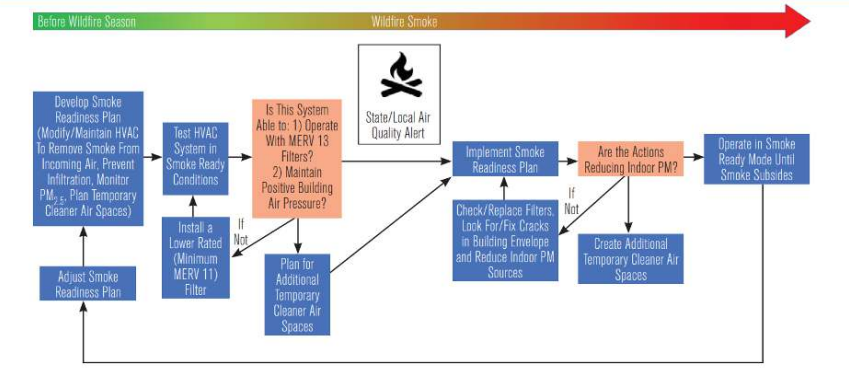 Before Wildfire Season
Wildfire Smoke
Develop Smoke
Readiness Plan
(Modify/Maintain HVAC
To Remove Smoke From
Incoming Air, Prevent
Infiltration, Monitor
PM2.5, Plan Temporary
Cleaner Air Spaces)
Test HVAC
System in
Smoke Ready
Conditions
Is This System
Able to: 1) Operate
With MERV 13
Filters?
2) Maintain
Positive Building
Air Pressure?
State/Local Air
Quality Alert
Implement Smoke
Readiness Plan
Are the Actions
Reducing Indoor PM?
Operate in Smoke
Ready Mode Until
Smoke Subsides
Adjust Smoke
Readiness Plan
Install a
Lower Rated
(Minimum
MERV 11)
Filter
If
Not
Plan for
Additional
Temporary
Cleaner Air
Spaces
Check/Replace Filters,
Look For/Fix Cracks
in Building Envelope
and Reduce Indoor PM
Sources
If
Not
Create Additional
Temporary Cleaner Air
Spaces